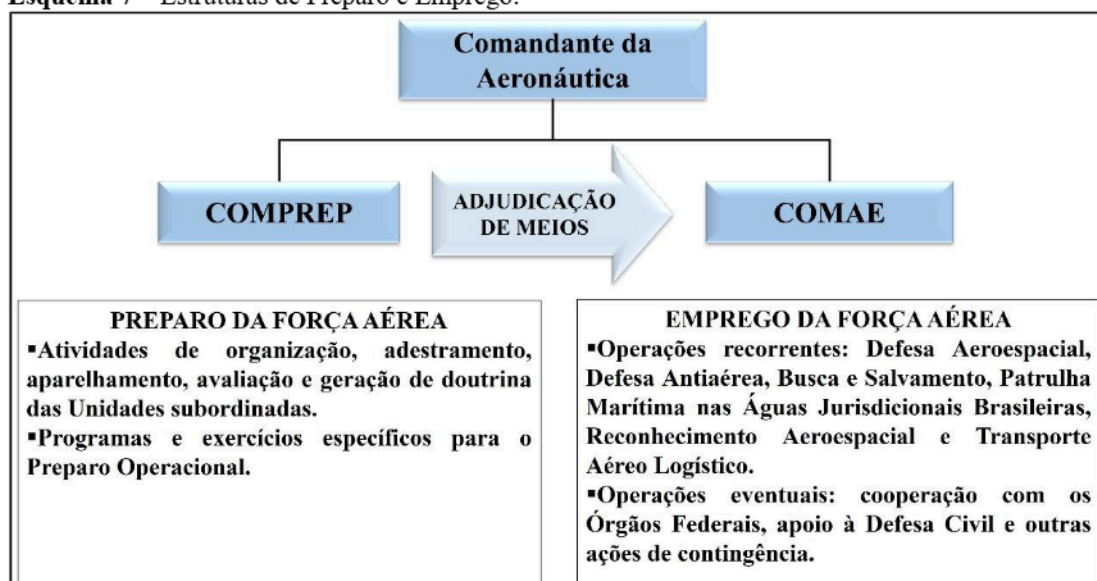 Esquema 7 – Estruturas de Preparo e Emprego.
Comandante da
Aeronáutica
COMPREP
ADJUDICAÇÃO
DE MEIOS
COMAE
PREPARO DA FORÇA AÉREA
▪Atividades de organização, adestramento,
aparelhamento, avaliação e geração de doutrina
das Unidades subordinadas.
▪Programas e exercícios específicos para o
Preparo Operacional.
EMPREGO DA FORÇA AÉREA
▪Operações recorrentes: Defesa Aeroespacial,
Defesa Antiaérea, Busca e Salvamento, Patrulha
Marítima nas Águas Jurisdicionais Brasileiras,
Reconhecimento Aeroespacial e Transporte
Aéreo Logístico.
▪Operações eventuais: cooperação com os
Órgãos Federais, apoio à Defesa Civil e outras
ações de contingência.